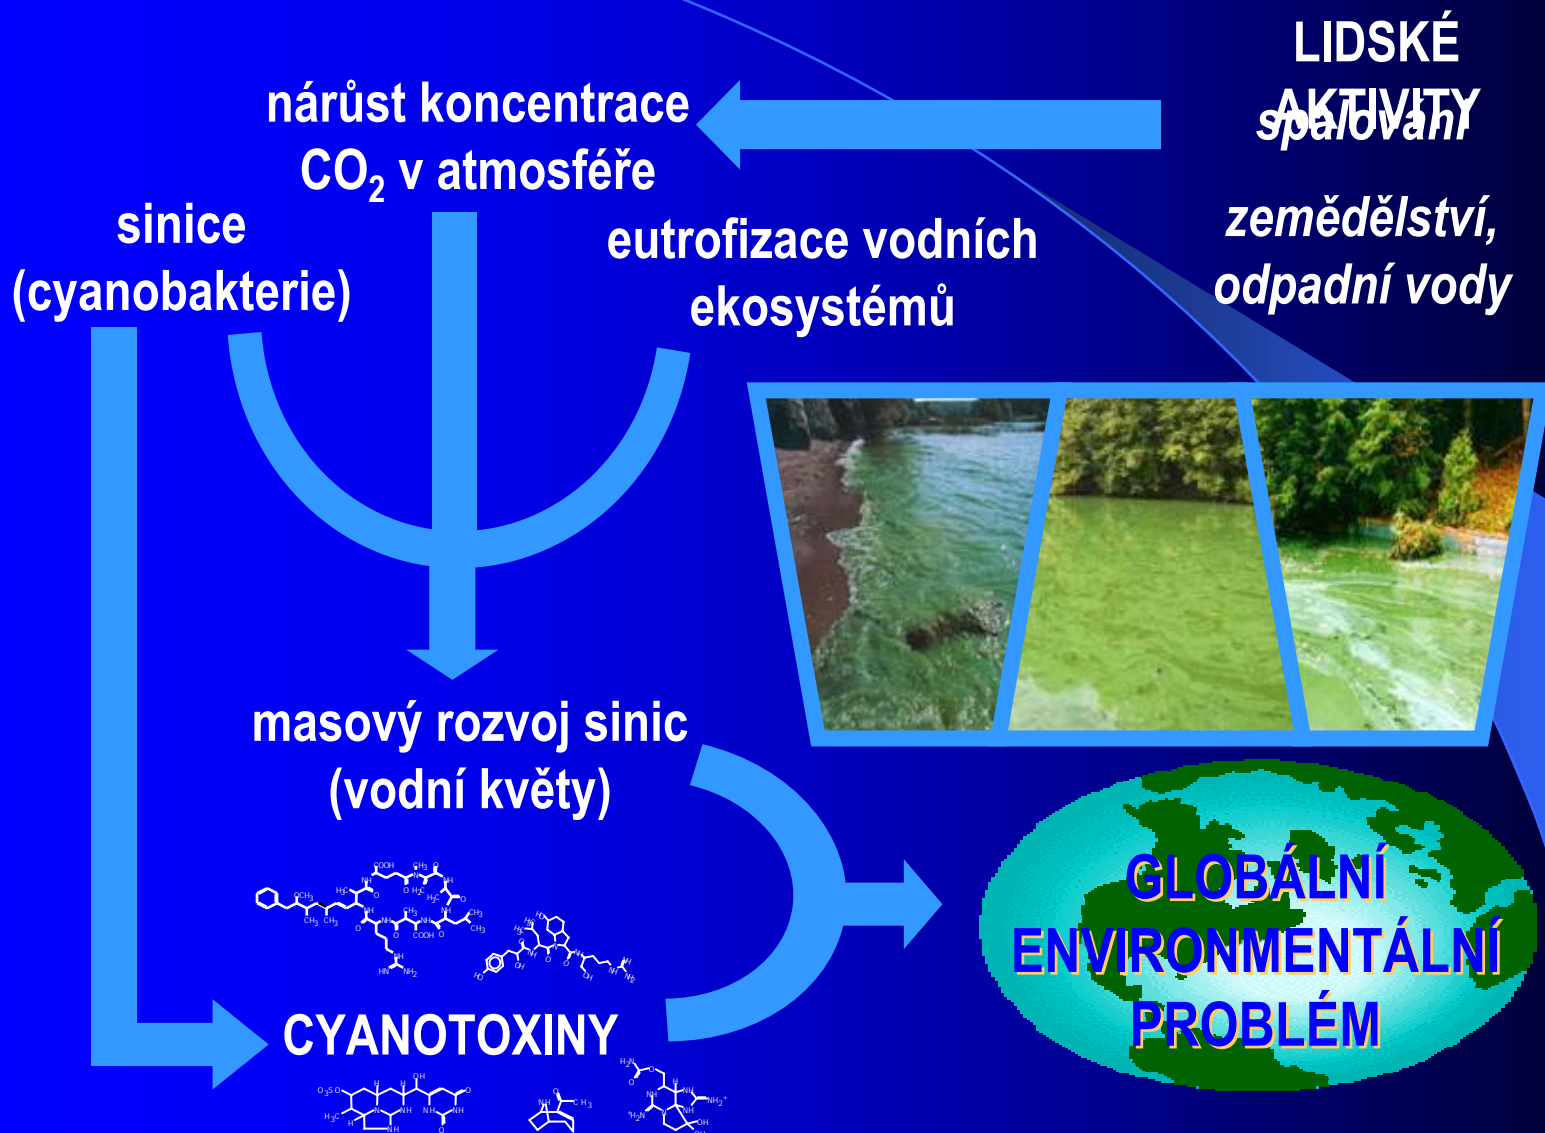 LIDSKÉ
AKTIVITY
spalování
zemědělství,
odpadní vody
nárůst koncentrace
CO2 v atmosféře
sinice
(cyanobakterie)
eutrofizace vodních
ekosystémů
masový rozvoj sinic
(vodní květy)
CYANOTOXINY
GLOBÁLNÍ
ENVIRONMENTÁLNÍ
PROBLÉM